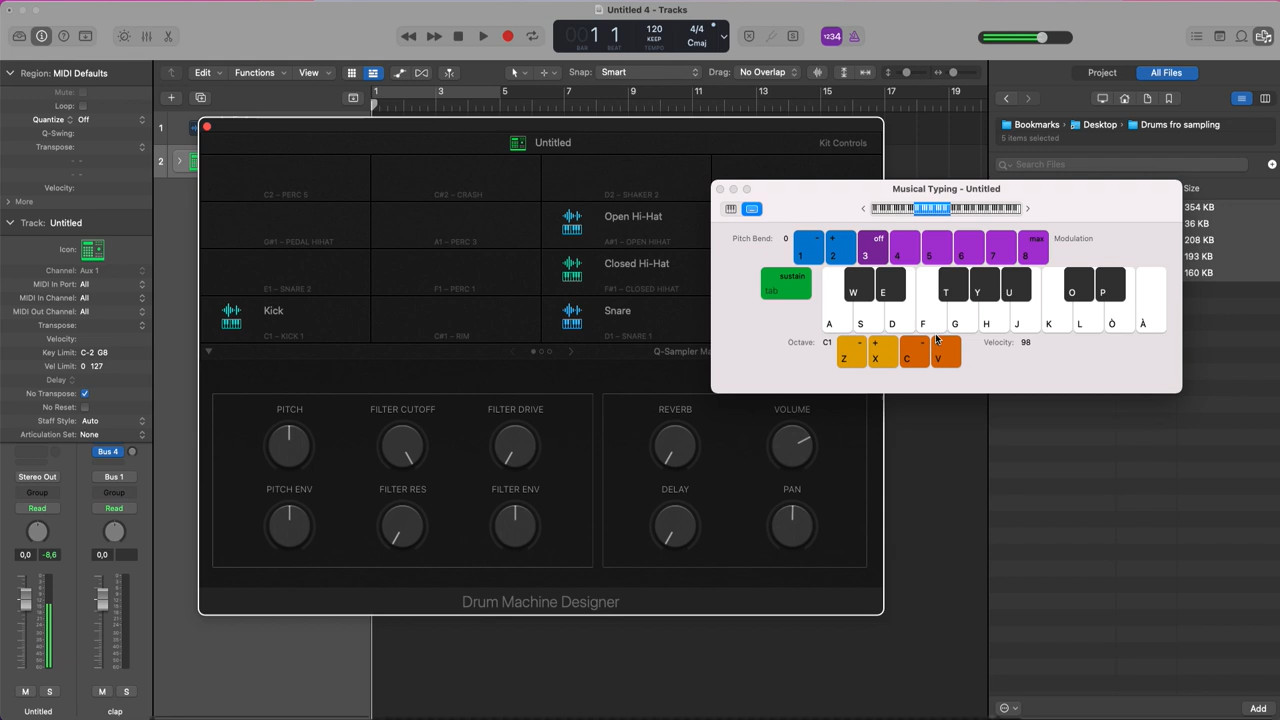 Untitled 4 - Tracks
001 1
BAR BEAT
120
KEEP
TEMPO
4/4
Cmaj
1234
Region: MIDI Defaults
Mute:
Loop:
Quantize Off
Q-Swing:
Transpose:
Velocity:
More
Track: Untitled
Icon:
Channel: Aux 1
MIDI In Port: All
MIDI In Channel: All
MIDI Out Channel: All
Transpose:
Velocity:
Key Limit: C-2 G8
Vel Limit: 0 127
Delay
No Transpose:
No Reset:
Staff Style: Auto
Articulation Set: None
Bus 4
Stereo Out Bus 1
Group Group
Read Read
0,0 -8,6 0,0
M S M S
Untitled clap
Edit Functions View
Snap: Smart
Drag: No Overlap
1 3 5 7 9 11 13 15 17 19
1
2
Untitled
Kit Controls
C2 – PERC 5 C#2 – CRASH D2 – SHAKER 2
Open Hi-Hat
G#1 – PEDAL HIHAT A1 – PERC 3 A#1 – OPEN HIHAT
Closed Hi-Hat
E1 – SNARE 2 F1 – PERC 1 F#1 – CLOSED HIHAT
Kick Snare
C1 – KICK 1 C#1 – RIM D1 – SNARE 1
Q-Sampler Ma
PITCH FILTER CUTOFF FILTER DRIVE REVERB VOLUME
PITCH ENV FILTER RES FILTER ENV DELAY PAN
Drum Machine Designer
Musical Typing - Untitled
Pitch Bend: 0 - + off max Modulation
1 2 3 4 5 6 7 8
sustain
tab
W E T Y U O P
A S D F G H J K L Ò À
Octave: C1 - + - Velocity: 98
Z X C V
Project All Files
Bookmarks Desktop Drums fro sampling
5 items selected
Search Files
Size
354 KB
36 KB
208 KB
193 KB
160 KB
Add